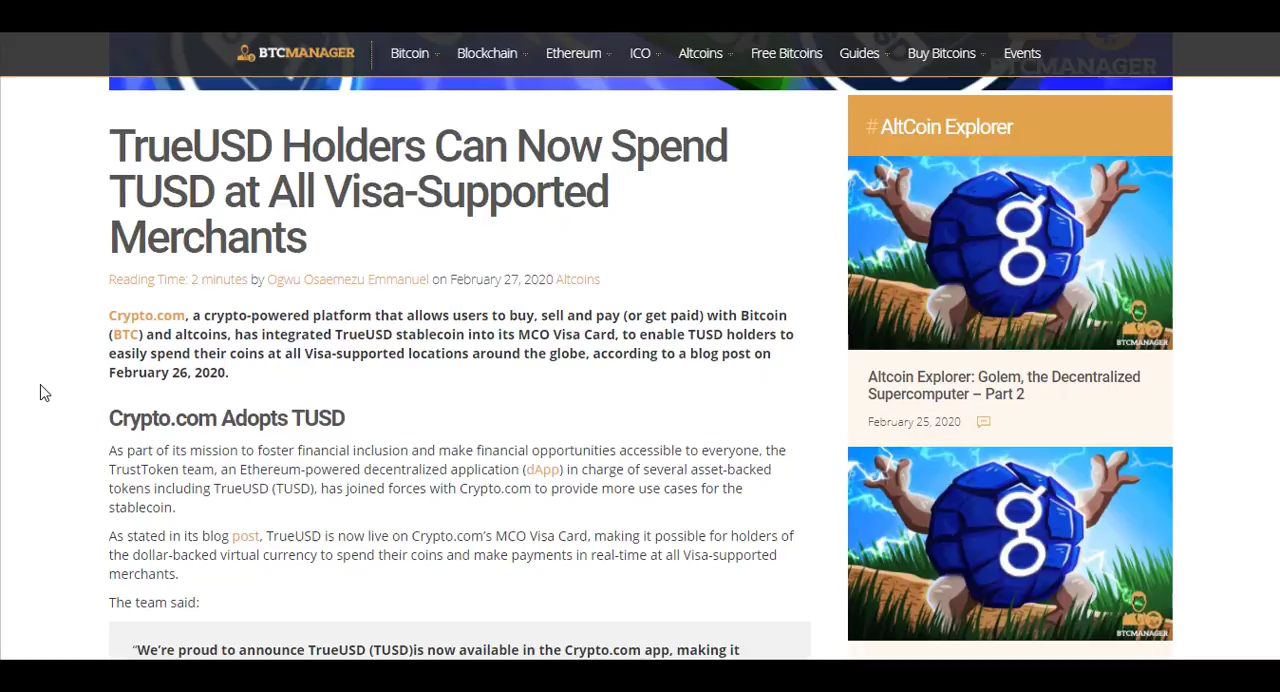 BTCMANAGER
Bitcoin Blockchain Ethereum ICO Altcoins Free Bitcoins Guides Buy Bitcoins Events
BTCMANAGER
TrueUSD Holders Can Now Spend
TUSD at All Visa-Supported
Merchants
Reading Time: 2 minutes by Ogwu Osaemezu Emmanuel on February 27, 2020 Altcoins
Crypto.com, a crypto-powered platform that allows users to buy, sell and pay (or get paid) with Bitcoin
(BTC) and altcoins, has integrated TrueUSD stablecoin into its MCO Visa Card, to enable TUSD holders to
easily spend their coins at all Visa-supported locations around the globe, according to a blog post on
February 26, 2020.
Crypto.com Adopts TUSD
As part of its mission to foster financial inclusion and make financial opportunities accessible to everyone, the
TrustToken team, an Ethereum-powered decentralized application (dApp) in charge of several asset-backed
tokens including TrueUSD (TUSD), has joined forces with Crypto.com to provide more use cases for the
stablecoin.
As stated in its blog post, TrueUSD is now live on Crypto.com's MCO Visa Card, making it possible for holders of
the dollar-backed virtual currency to spend their coins and make payments in real-time at all Visa-supported
merchants.
The team said:
"We're proud to announce TrueUSD (TUSD)is now available in the Crypto.com app, making it
# AltCoin Explorer
BTCMANAGER
Altcoin Explorer: Golem, the Decentralized
Supercomputer – Part 2
February 25, 2020
BTCMANAGER